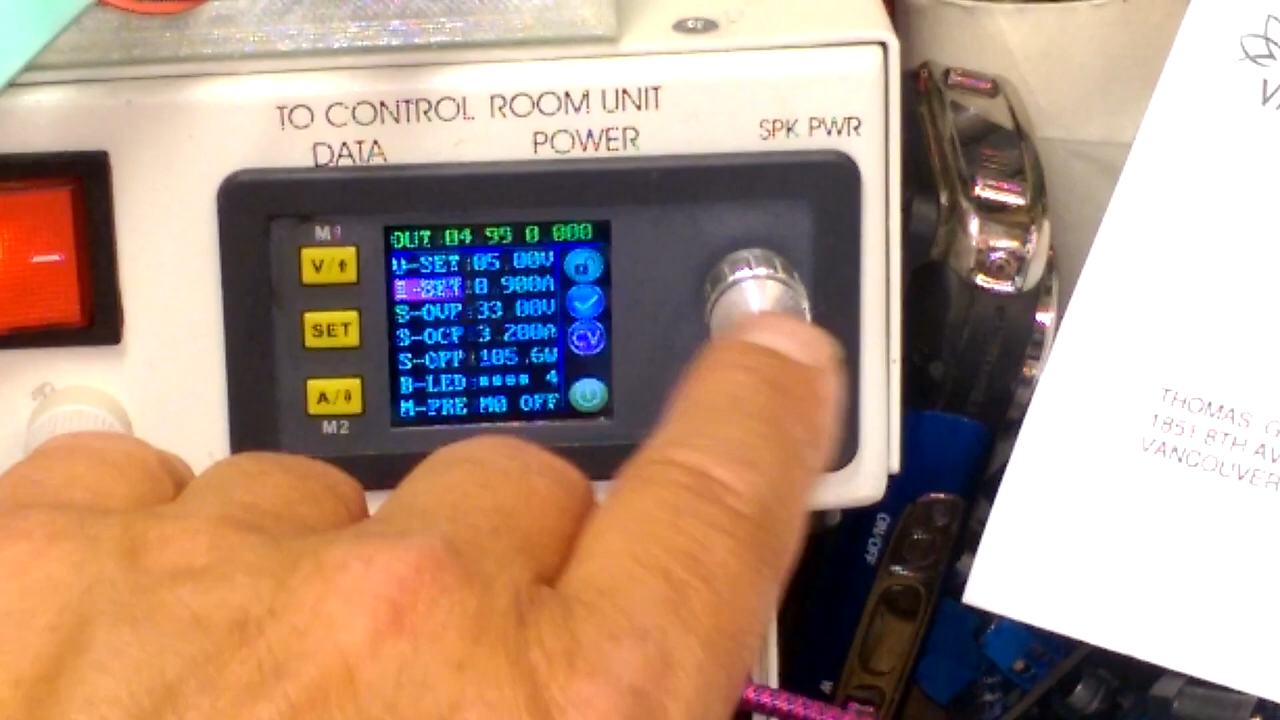 TO CONTROL ROOM UNIT
DATA POWER SPK PWR
M1
V/↑
SET
A/↓
M2
OUT :04.99 0.000
U-SET:05.00V
I-SET:0.900A
S-OVP:33.00V
S-OCP:3.200A
S-OPP:105.6W
B-LED: 4
M-PRE M0 OFF
CV
ON/OFF
THOMAS
1851 8TH AV
VANCOUVER